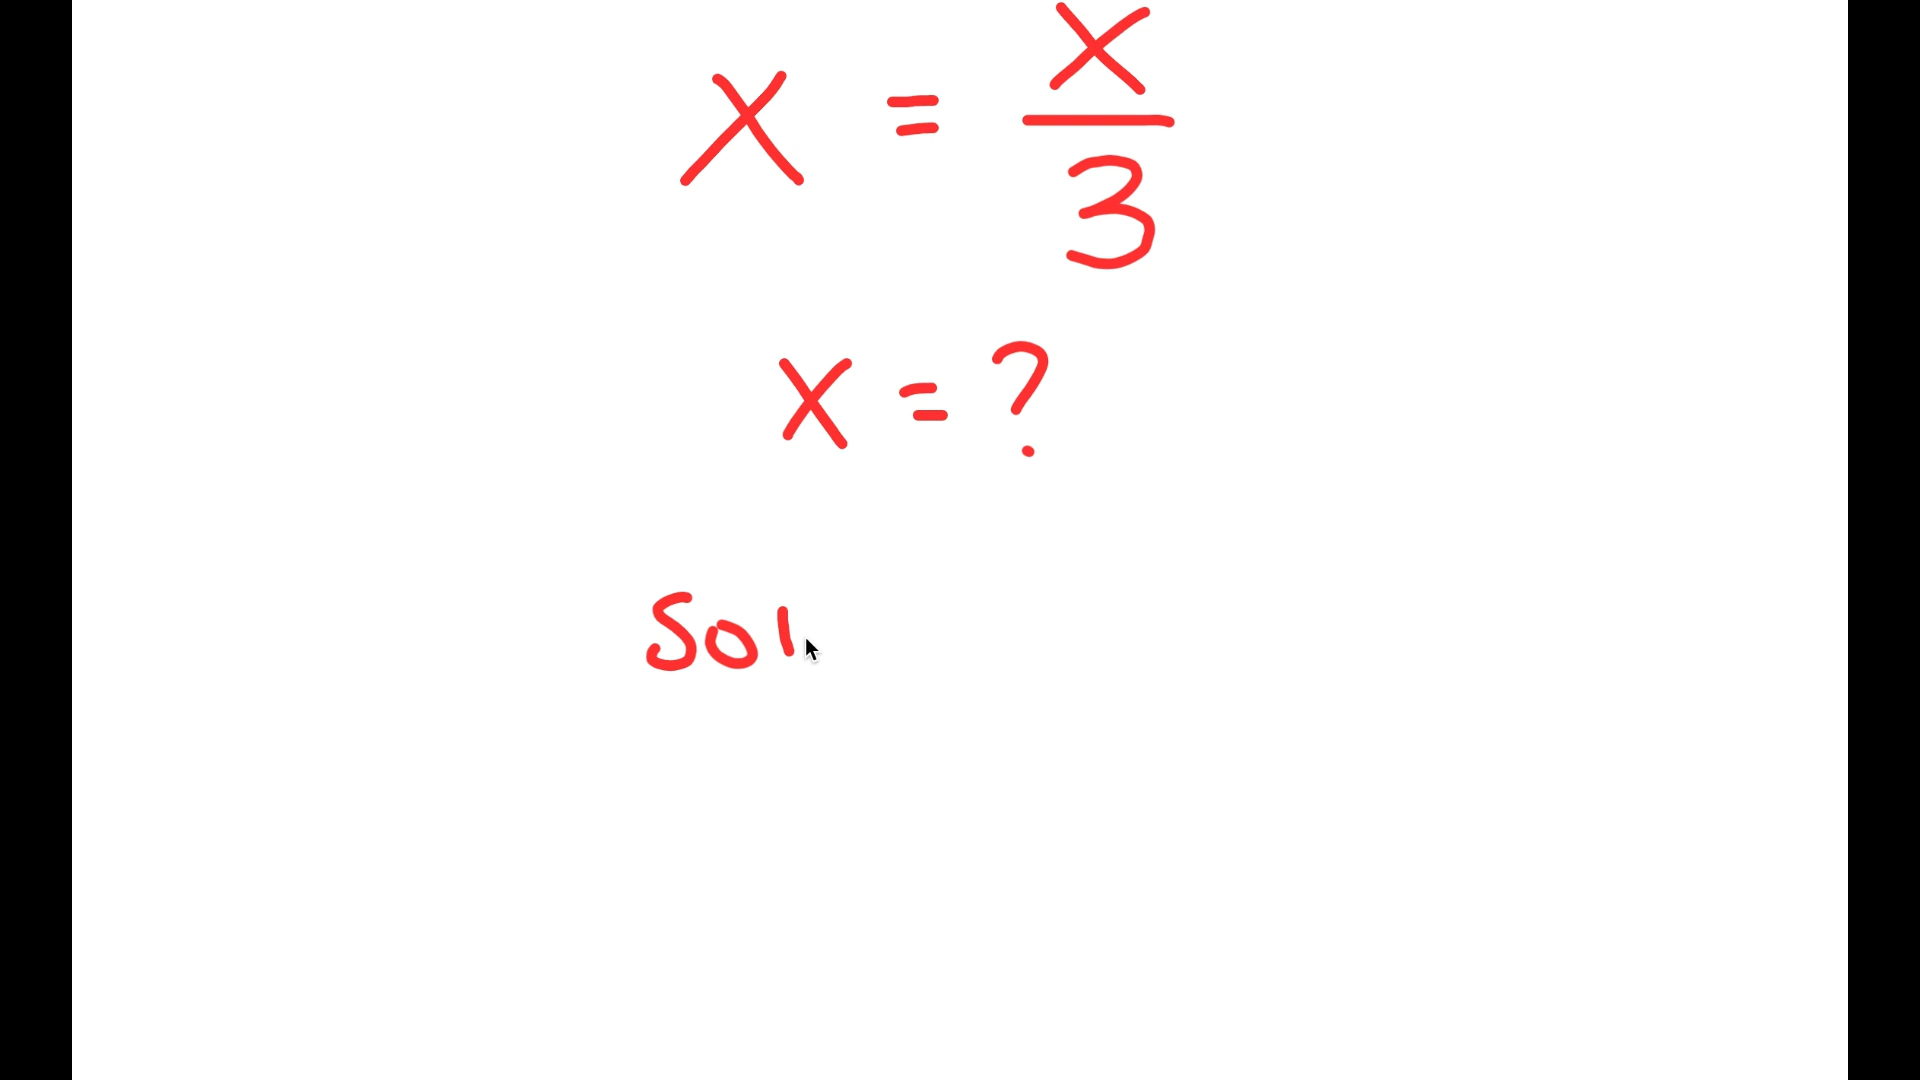 x = x/3
x = ?
Sol